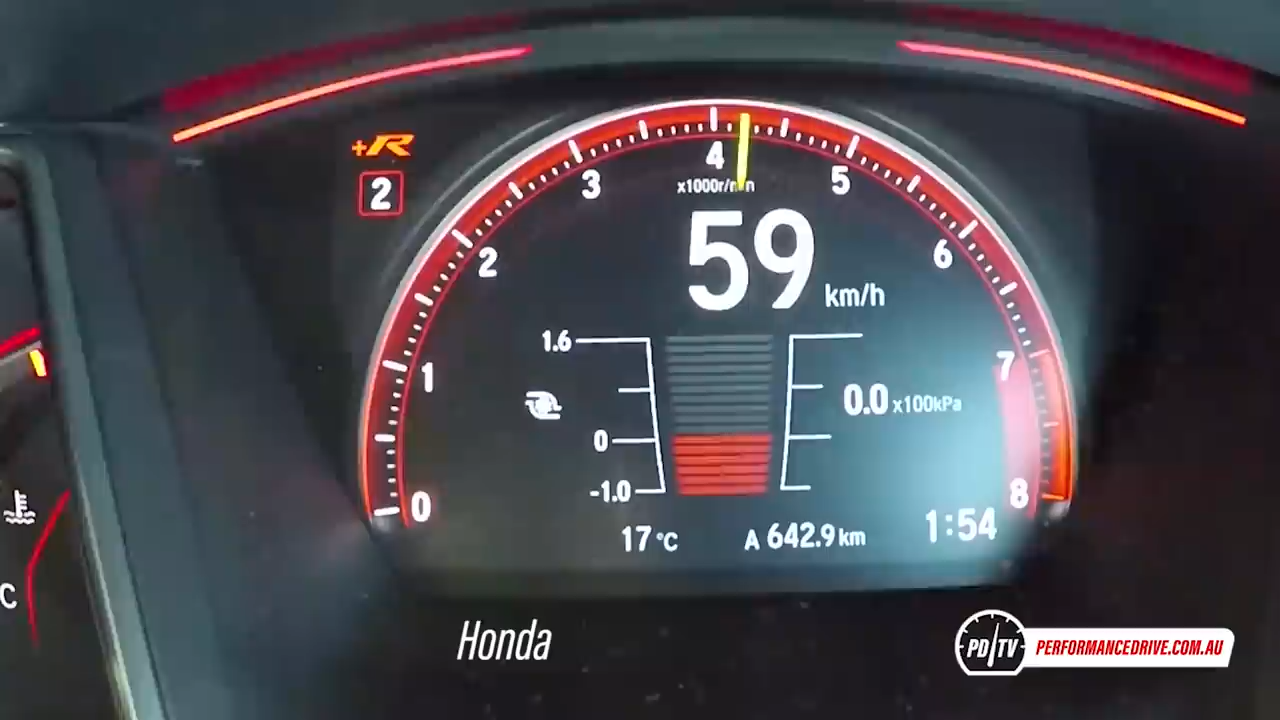 +R
2
0
1
2
3
4
5
6
7
8
x1000r/min
59 km/h
1.6
0
-1.0
0.0 x100kPa
17°C
A 642.9 km
1:54
C
Honda
PD/TV
PERFORMANCEDRIVE.COM.AU